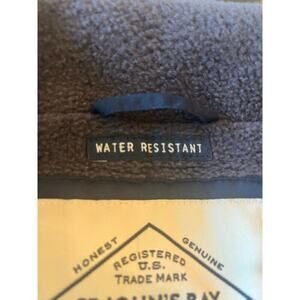 WATER RESISTANT
HONEST
GENUINE
REGISTERED
U.S.
TRADE MARK
ST JOHN'S BAY